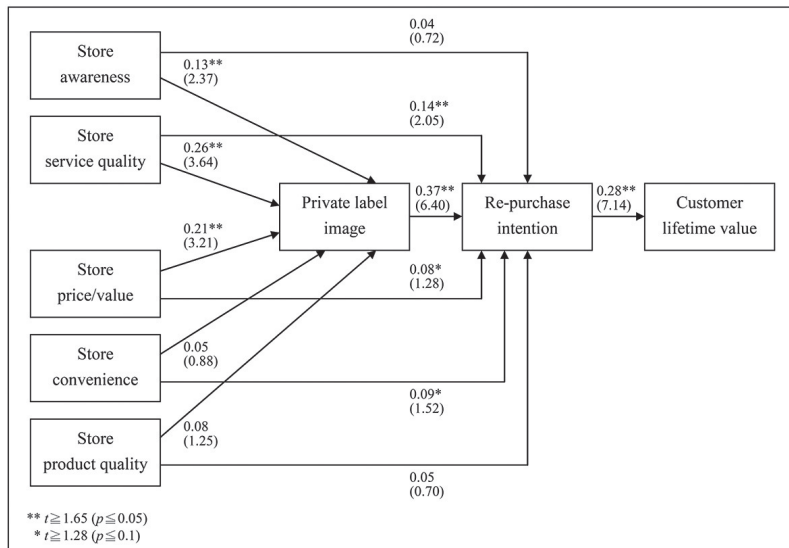 0.04
(0.72)
Store
awareness
0.13**
(2.37)
0.14**
(2.05)
Store
service quality
0.26**
(3.64)
Private label
image
0.37**
(6.40)
Re-purchase
intention
0.28**
(7.14)
Customer
lifetime value
0.21**
(3.21)
Store
price/value
0.08*
(1.28)
Store
convenience
0.05
(0.88)
0.09*
(1.52)
Store
product quality
0.08
(1.25)
0.05
(0.70)
** t≧1.65 (p≦0.05)
* t≧1.28 (p≦0.1)